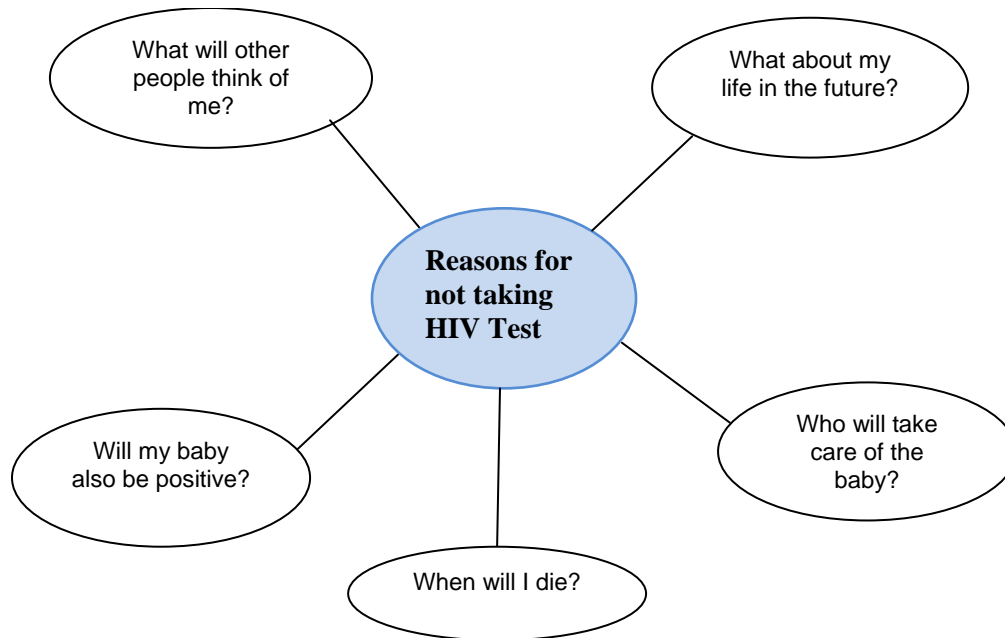 What will other
people think of
me?
What about my
life in the future?
Reasons for
not taking
HIV Test
Will my baby
also be positive?
Who will take
care of the
baby?
When will I die?